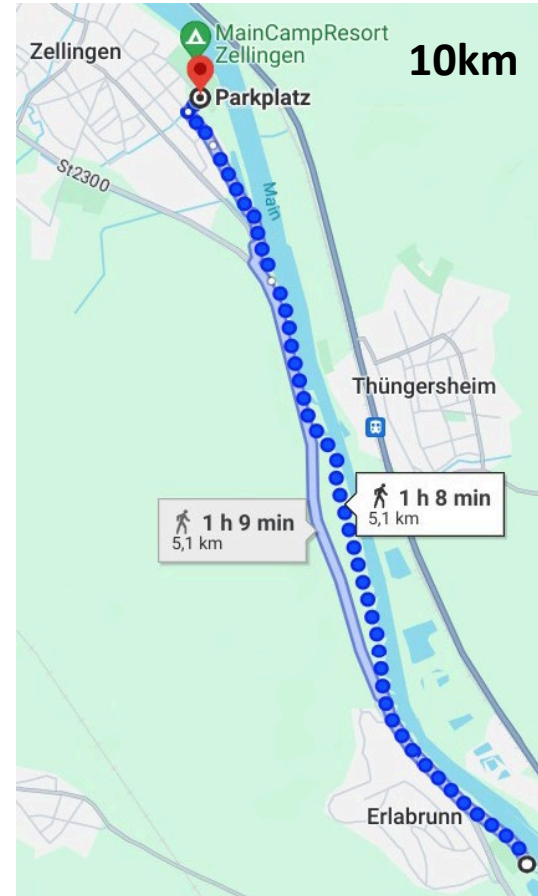 MainCampResort
Zellingen
10km
Zellingen
Parkplatz
St2300
Main
Thüngersheim
1 h 8 min
5,1 km
1 h 9 min
5,1 km
Erlabrunn